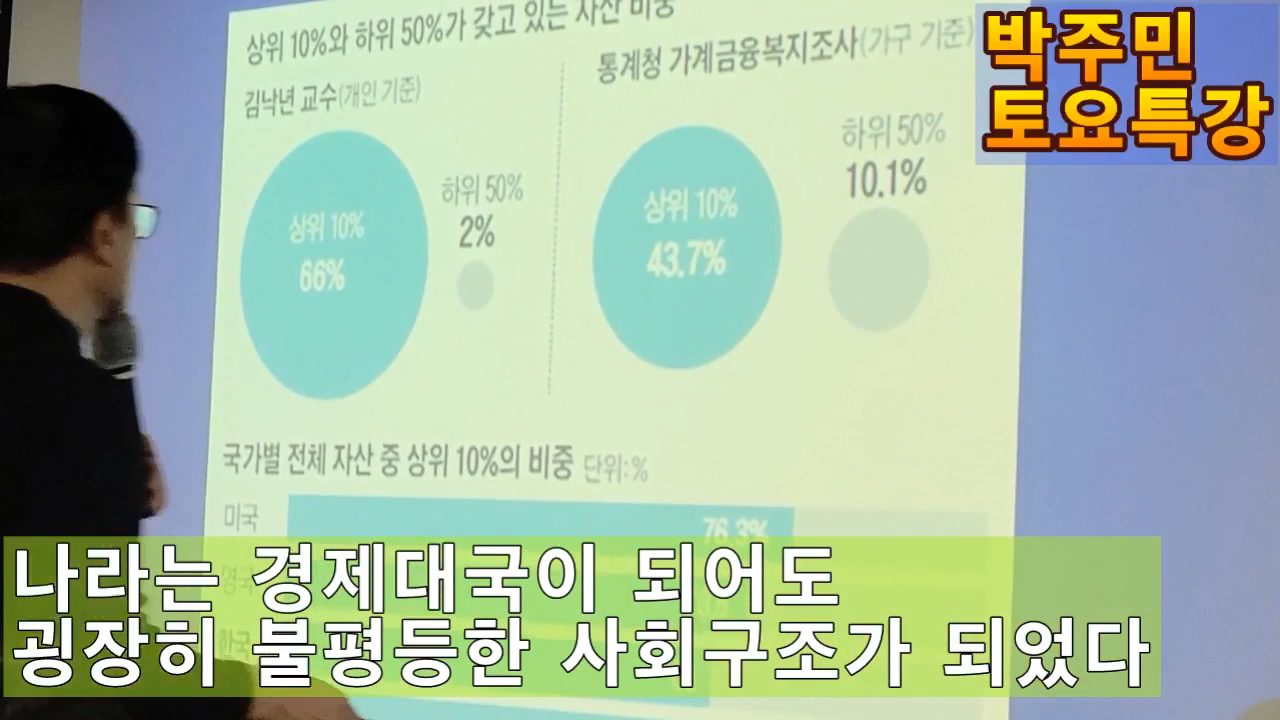 상위 10%와 하위 50%가 갖고 있는 자산 비중
김낙년 교수(개인 기준)
상위 10%
66%
하위 50%
2%
통계청 가계금융복지조사(가구 기준)
상위 10%
43.7%
하위 50%
10.1%
박주민
토요특강
국가별 전체 자산 중 상위 10%의 비중 단위:%
미국
76.3%
영국
한국
나라는 경제대국이 되어도
굉장히 불평등한 사회구조가 되었다